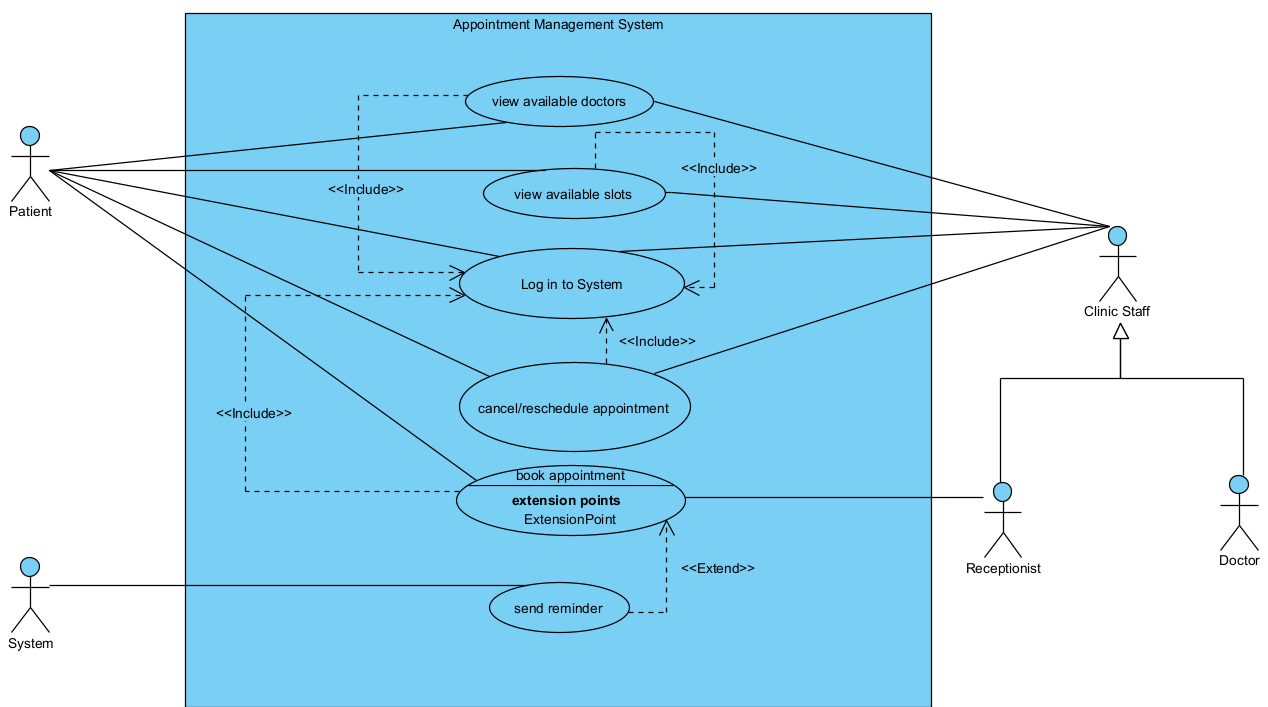 Appointment Management System
view available doctors
<<Include>>
view available slots
<<Include>>
Patient
Log in to System
Clinic Staff
<<Include>>
cancel/reschedule appointment
<<Include>>
book appointment
extension points
ExtensionPoint
Receptionist
Doctor
<<Extend>>
send reminder
System